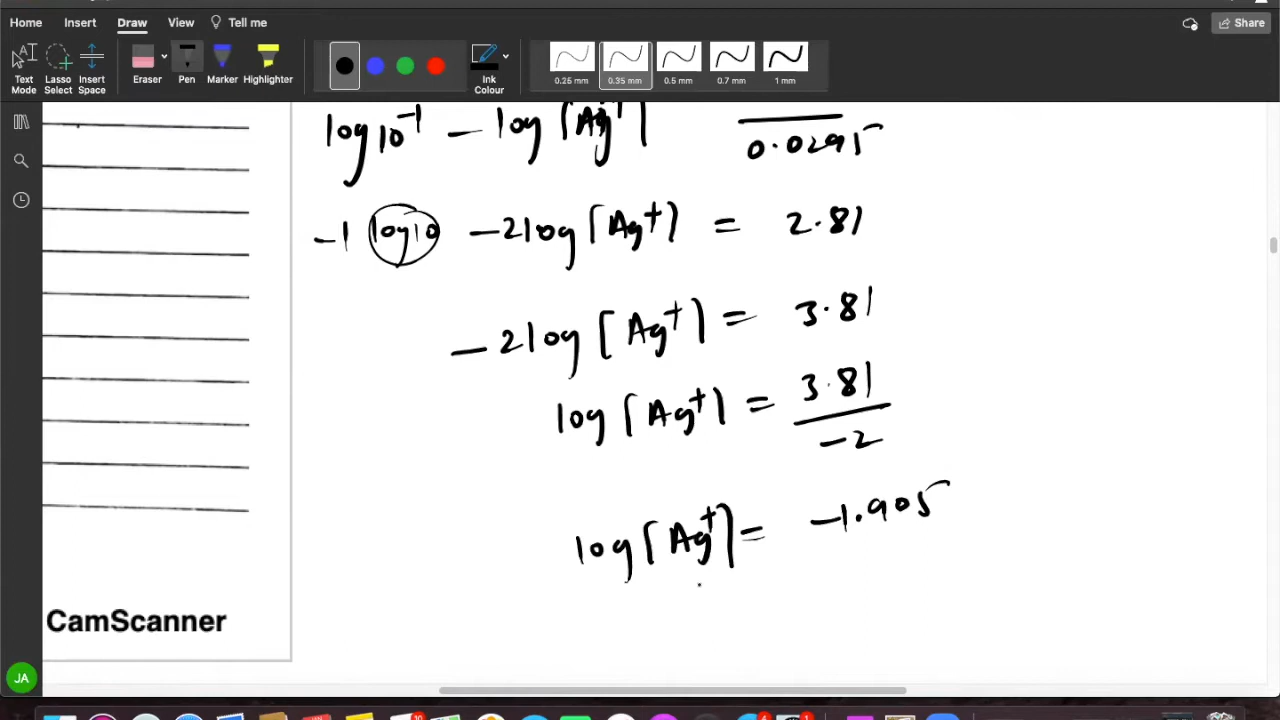 Home Insert Draw View Tell me Share
Text Mode Lasso Select Insert Space Eraser Pen Marker Highlighter Ink Colour 0.25 mm 0.35 mm 0.5 mm 0.7 mm 1 mm
log10⁻¹ − log[Ag⁺] 0.0295
−1 log10 −2log[Ag⁺] = 2.81
−2log[Ag⁺] = 3.81
log[Ag⁺] = 3.81
−2
log[Ag⁺] = −1.905
CamScanner
JA